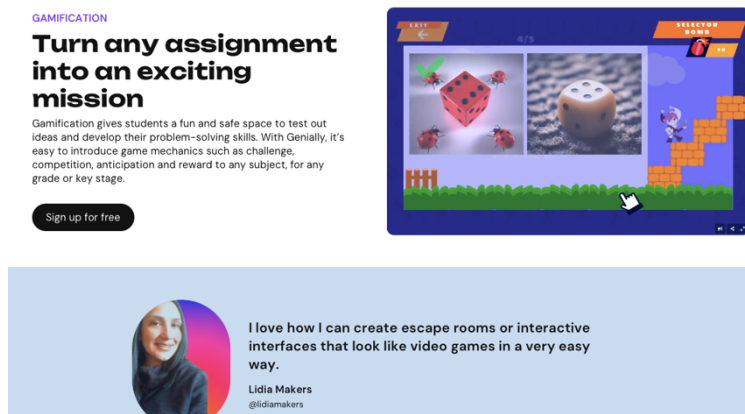 GAMIFICATION
Turn any assignment
into an exciting
mission
Gamification gives students a fun and safe space to test out
ideas and develop their problem-solving skills. With Genially, it's
easy to introduce game mechanics such as challenge,
competition, anticipation and reward to any subject, for any
grade or key stage.
Sign up for free
EXIT
4/5
SELECTOR
BOMB
I love how I can create escape rooms or interactive
interfaces that look like video games in a very easy
way.
Lidia Makers
@lidiamakers